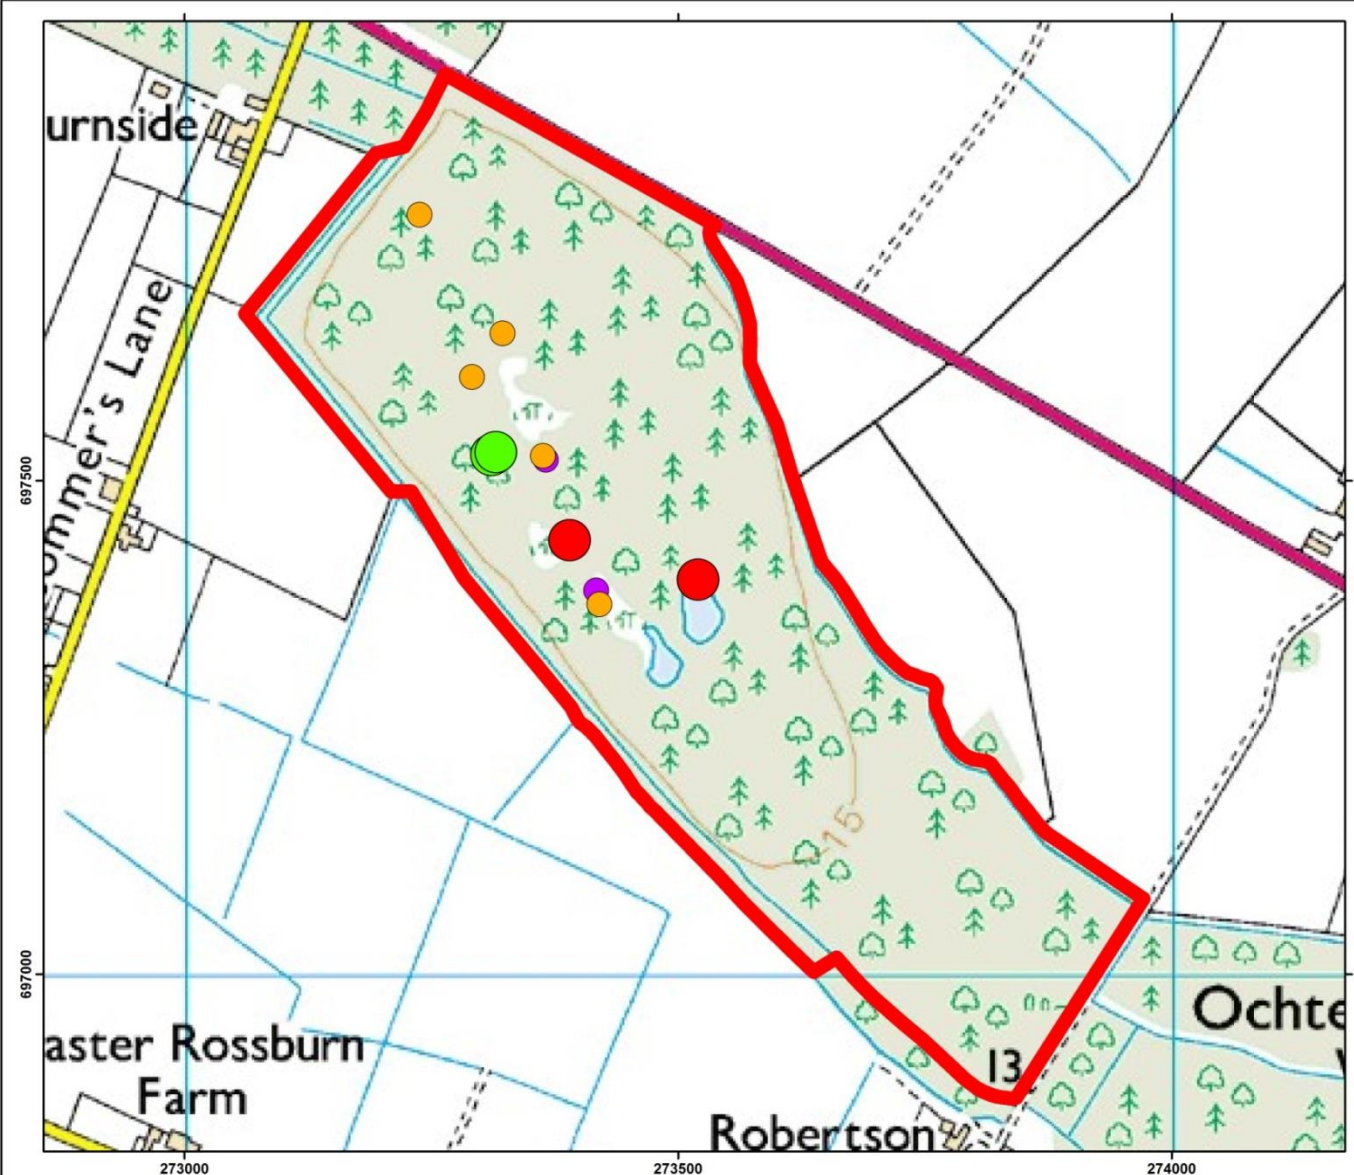 urnside
ommer's Lane
697500
15
697000
Ochte
aster Rossburn
Farm
13
Robertson
273000
273500
274000